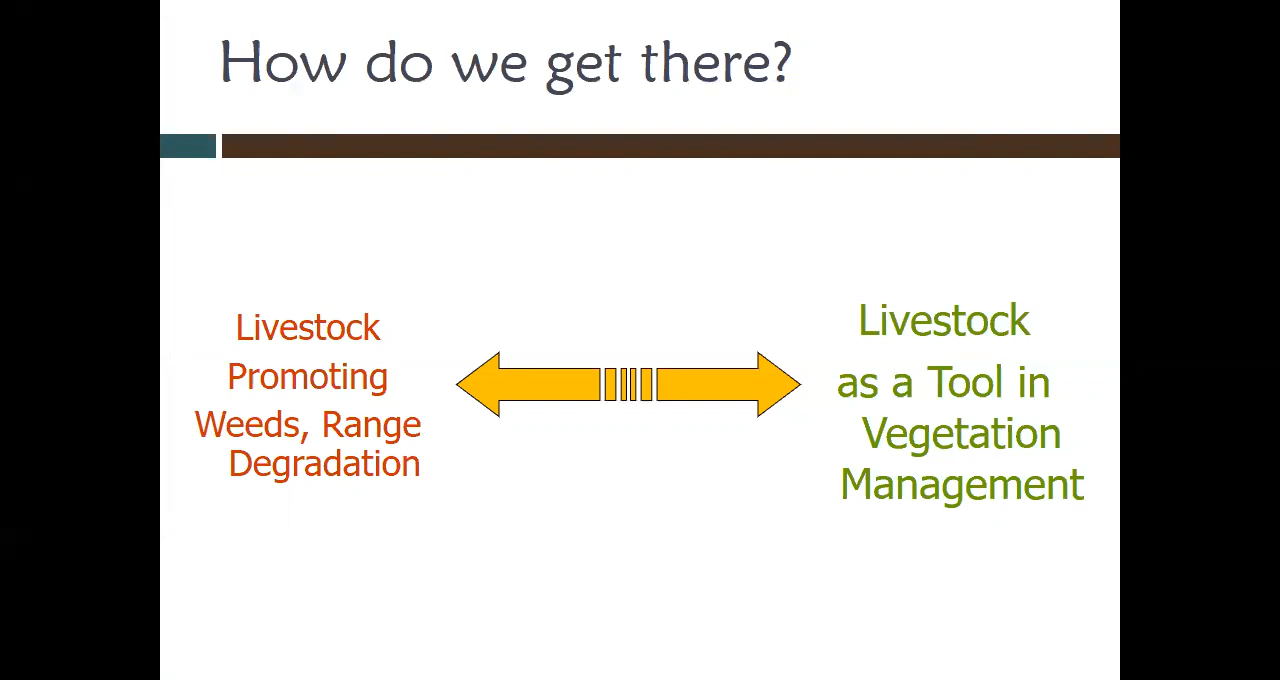 How do we get there?
Livestock
Promoting
Weeds, Range
Degradation
Livestock
as a Tool in
Vegetation
Management